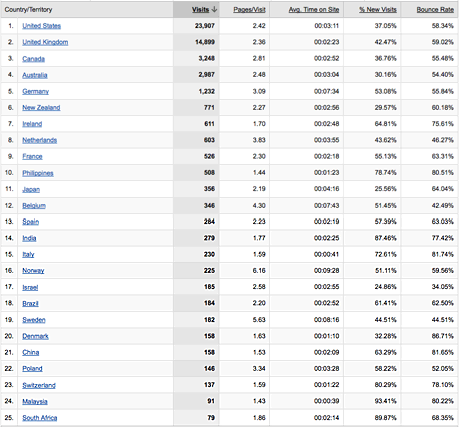 Country/Territory Visits ↓ Pages/Visit Avg. Time on Site % New Visits Bounce Rate
1. United States 23,907 2.42 00:03:11 37.05% 58.34%
2. United Kingdom 14,899 2.36 00:02:23 42.47% 59.02%
3. Canada 3,248 2.81 00:02:52 36.76% 55.48%
4. Australia 2,987 2.48 00:03:04 30.16% 54.40%
5. Germany 1,232 3.09 00:07:34 53.08% 55.84%
6. New Zealand 771 2.27 00:02:56 29.57% 60.18%
7. Ireland 611 1.70 00:02:48 64.81% 75.61%
8. Netherlands 603 3.83 00:03:55 43.62% 46.27%
9. France 526 2.30 00:02:18 55.13% 63.31%
10. Philippines 508 1.44 00:01:23 78.74% 80.51%
11. Japan 356 2.19 00:04:16 25.56% 64.04%
12. Belgium 346 4.30 00:07:43 51.45% 42.49%
13. Spain 284 2.23 00:02:19 57.39% 63.03%
14. India 279 1.77 00:02:25 87.46% 77.42%
15. Italy 230 1.59 00:00:41 72.61% 81.74%
16. Norway 225 6.16 00:09:28 51.11% 59.56%
17. Israel 185 2.58 00:02:55 24.86% 34.05%
18. Brazil 184 2.20 00:02:52 61.41% 62.50%
19. Sweden 182 5.63 00:08:16 44.51% 44.51%
20. Denmark 158 1.63 00:01:10 32.28% 86.71%
21. China 158 1.53 00:02:09 63.29% 81.65%
22. Poland 146 3.34 00:03:28 58.22% 52.05%
23. Switzerland 137 1.59 00:01:22 80.29% 78.10%
24. Malaysia 91 1.43 00:00:39 93.41% 80.22%
25. South Africa 79 1.86 00:02:14 89.87% 68.35%